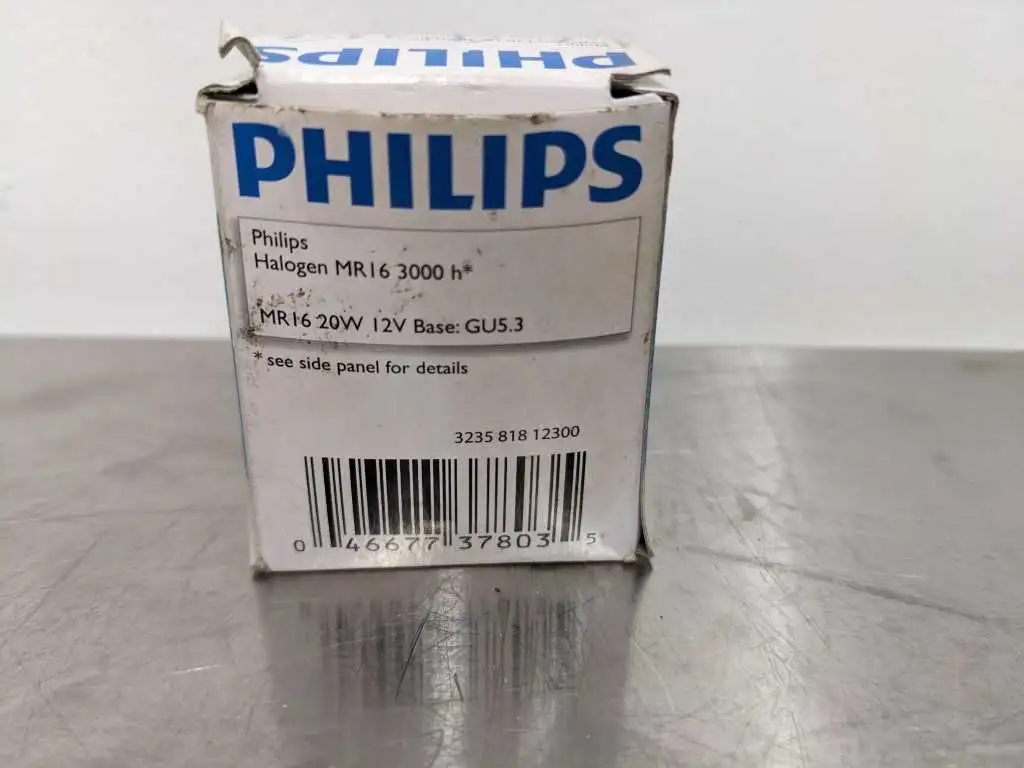 PHILIPS
PHILIPS
Philips
Halogen MR16 3000 h*
MR16 20W 12V Base: GU5.3
* see side panel for details
3235 818 12300
0 46677 37803 5